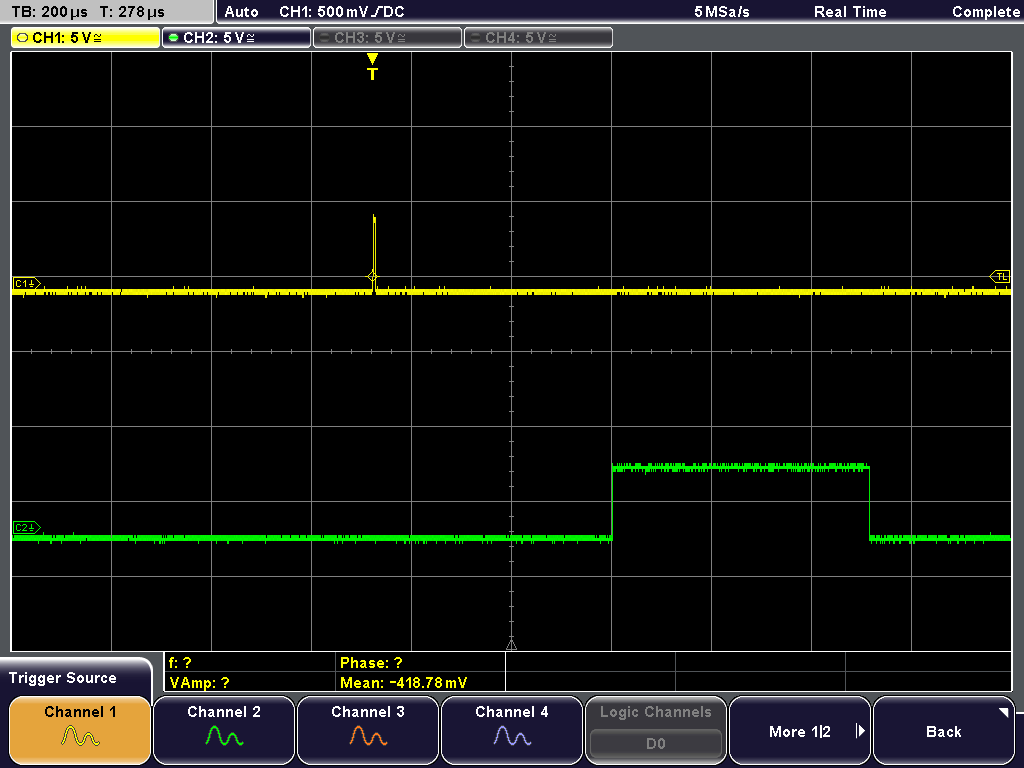 TB: 200 µs T: 278 µs Auto CH1: 500 mV DC 5 MSa/s Real Time Complete
CH1: 5 V≅ CH2: 5 V≅ CH3: 5 V≅ CH4: 5 V≅
T
C1
TL
C2
f: ? Phase: ?
VAmp: ? Mean: -418.78 mV
Trigger Source
Channel 1 Channel 2 Channel 3 Channel 4 Logic Channels More 1|2 Back
D0